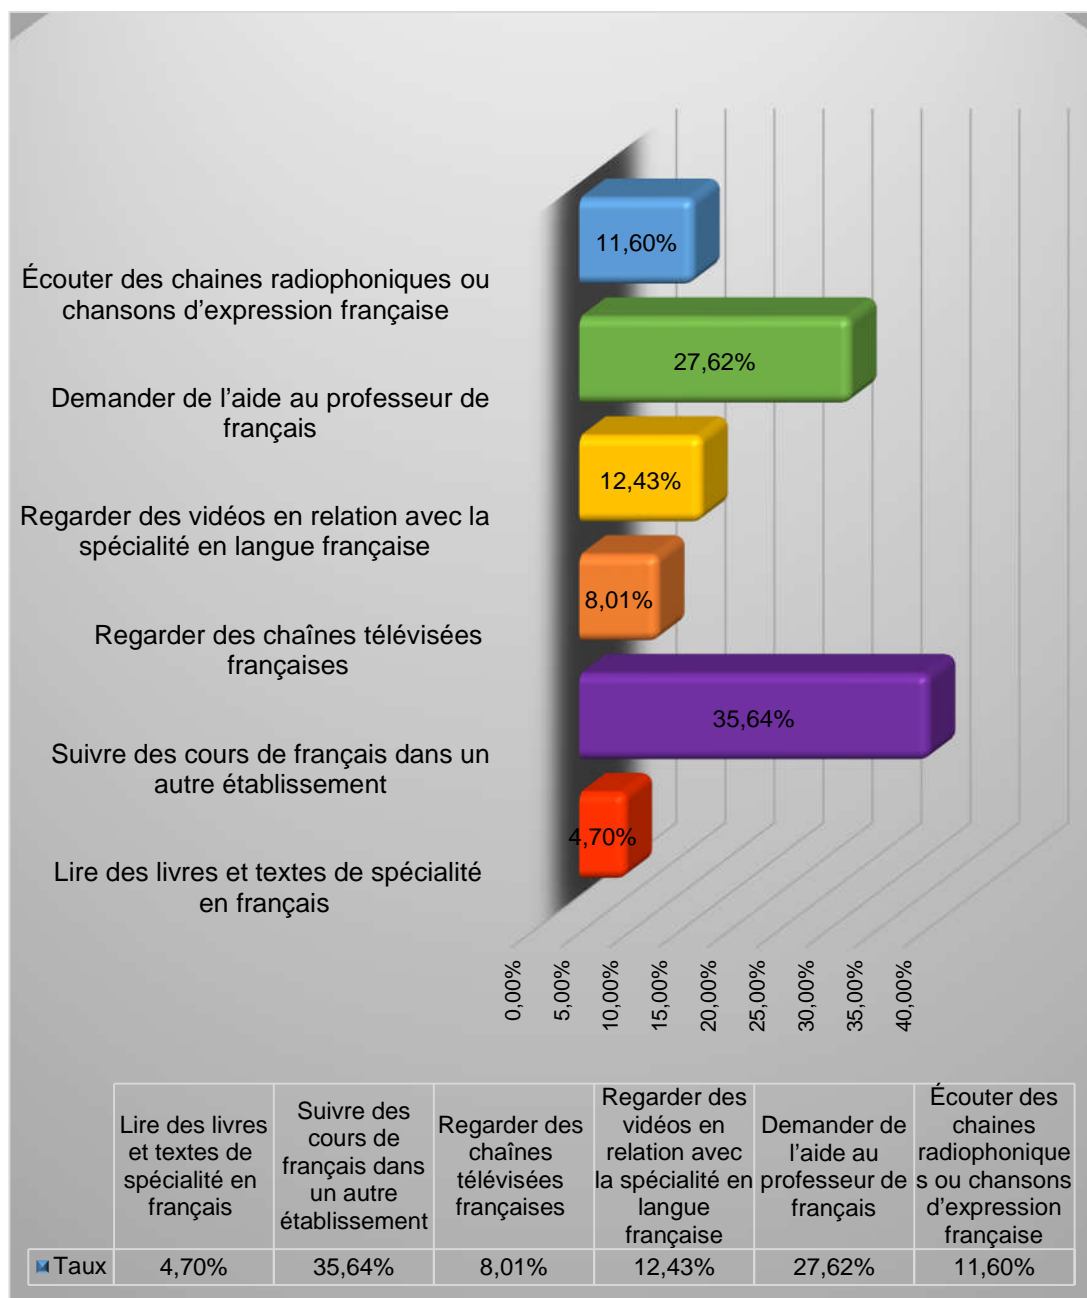 11,60%
Écouter des chaines radiophoniques ou
chansons d'expression française
27,62%
Demander de l'aide au professeur de
français
12,43%
Regarder des vidéos en relation avec la
spécialité en langue française
8,01%
Regarder des chaînes télévisées
françaises
35,64%
Suivre des cours de français dans un
autre établissement
4,70%
Lire des livres et textes de spécialité
en français
0,00%
5,00%
10,00%
15,00%
20,00%
25,00%
30,00%
35,00%
40,00%
Lire des livres
et textes de
spécialité en
français
Suivre des
cours de
français dans
un autre
établissement
Regarder des
chaînes
télévisées
françaises
Regarder des
vidéos en
relation avec
la spécialité en
langue
française
Demander de
l'aide au
professeur de
français
Écouter des
chaines
radiophonique
s ou chansons
d'expression
française
Taux 4,70% 35,64% 8,01% 12,43% 27,62% 11,60%